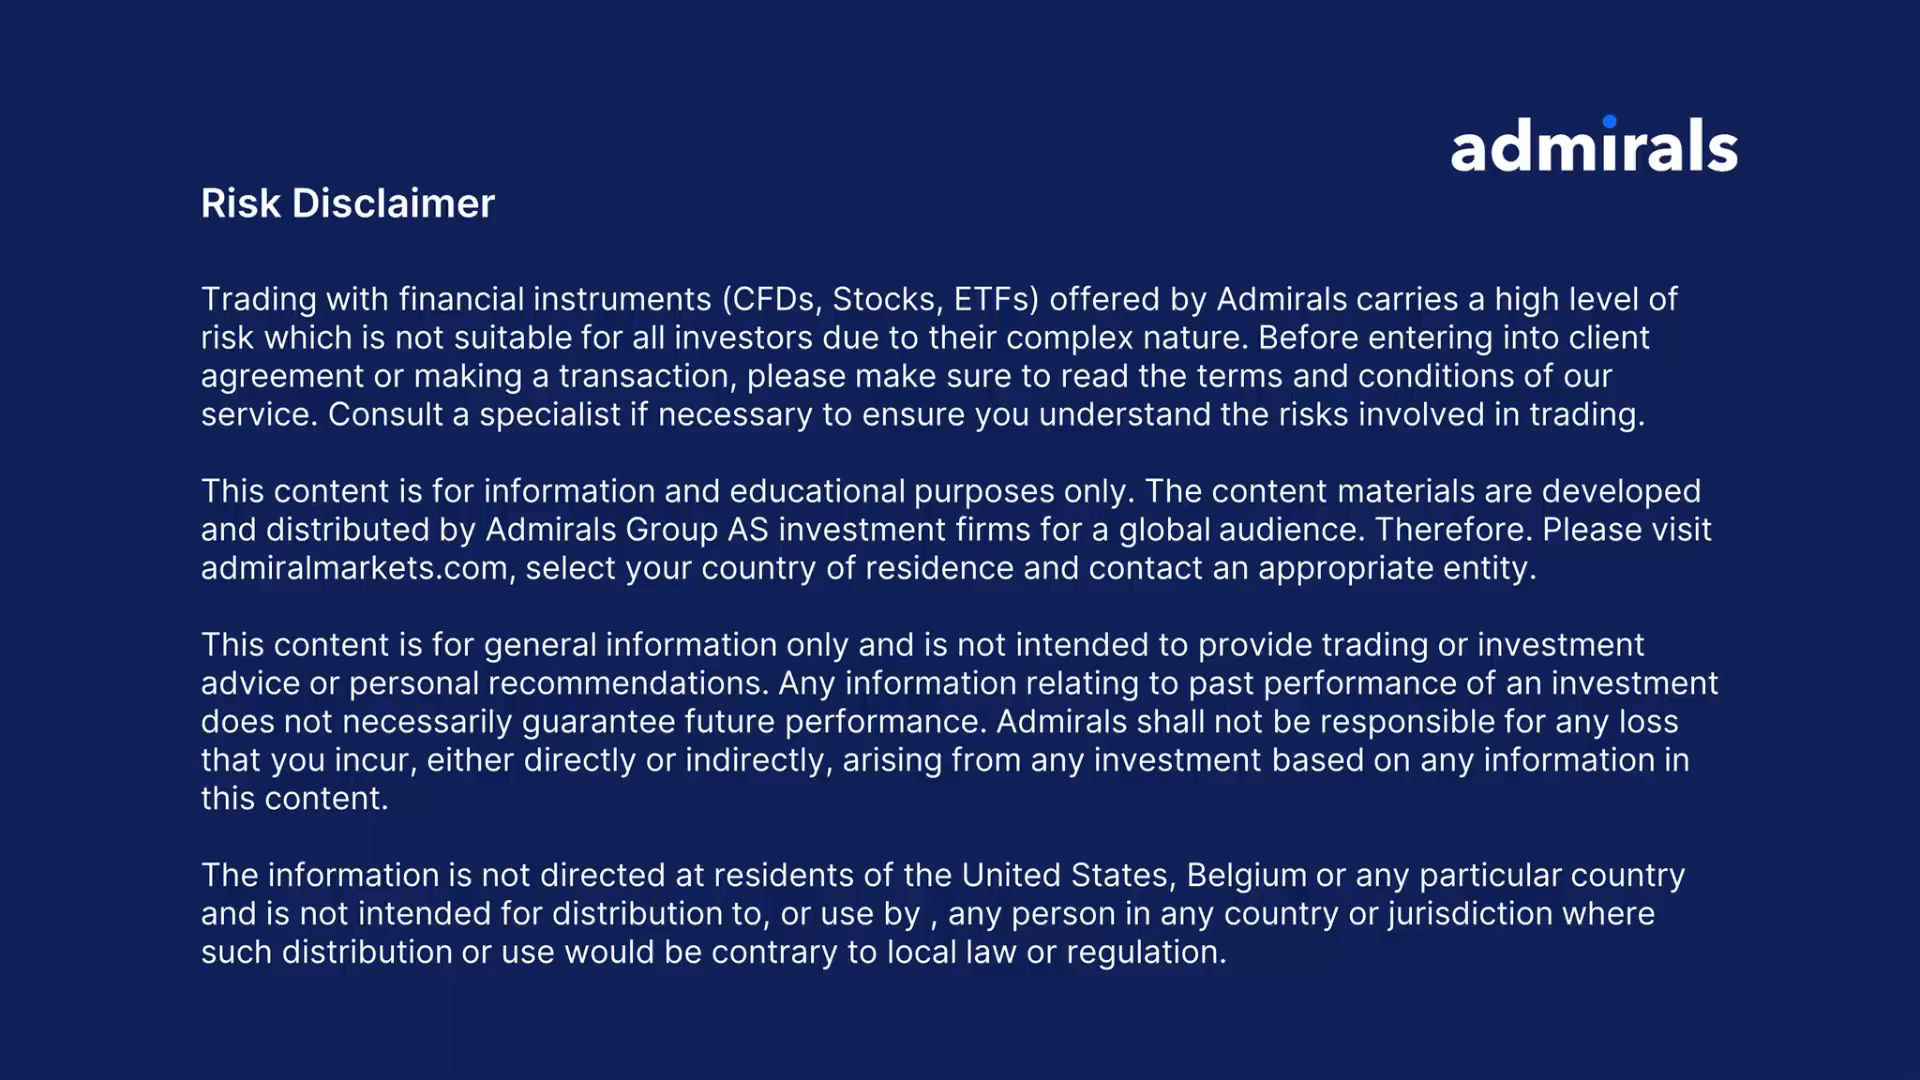 admirals
Risk Disclaimer
Trading with financial instruments (CFDs, Stocks, ETFs) offered by Admirals carries a high level of
risk which is not suitable for all investors due to their complex nature. Before entering into client
agreement or making a transaction, please make sure to read the terms and conditions of our
service. Consult a specialist if necessary to ensure you understand the risks involved in trading.
This content is for information and educational purposes only. The content materials are developed
and distributed by Admirals Group AS investment firms for a global audience. Therefore. Please visit
admiralmarkets.com, select your country of residence and contact an appropriate entity.
This content is for general information only and is not intended to provide trading or investment
advice or personal recommendations. Any information relating to past performance of an investment
does not necessarily guarantee future performance. Admirals shall not be responsible for any loss
that you incur, either directly or indirectly, arising from any investment based on any information in
this content.
The information is not directed at residents of the United States, Belgium or any particular country
and is not intended for distribution to, or use by , any person in any country or jurisdiction where
such distribution or use would be contrary to local law or regulation.